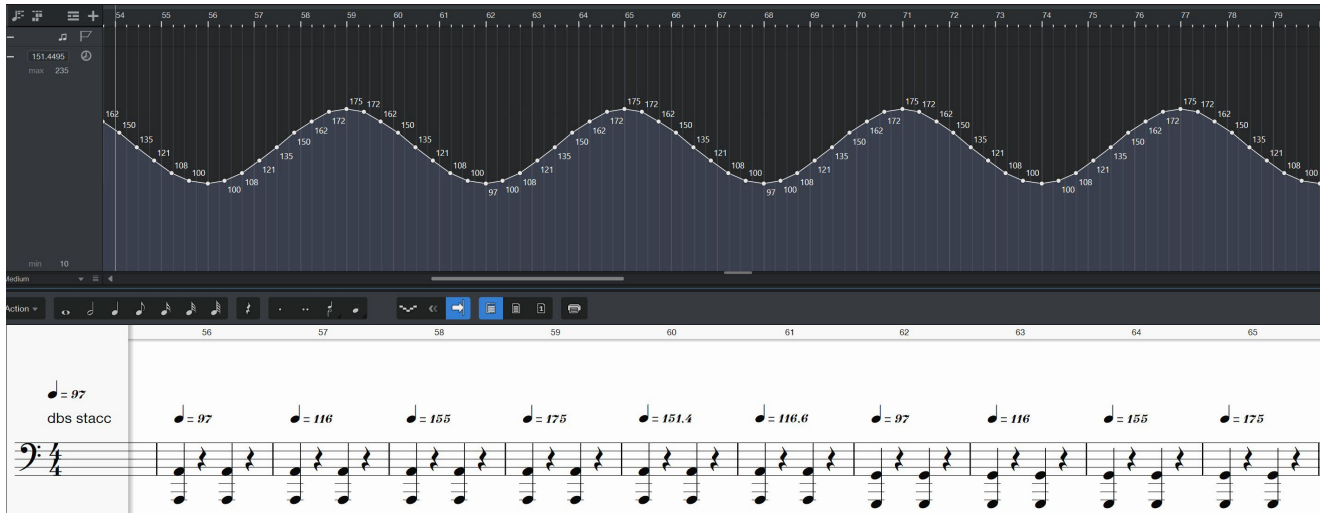 54 55 56 57 58 59 60 61 62 63 64 65 66 67 68 69 70 71 72 73 74 75 76 77 78 79
151.4495
max 235
162 150 135 121 108 100 108 121 135 150 162 172 175 172 162 150 135 121 108 100 97 100 108 121 135 150 162 172 175 172 162 150 135 121 108 100 97 100 108 121 135 150 162 172 175 172 162 150 135 121 108 100 100 108 121 135 150 162 172 175 172 162 150 135 121 108 100
min 10
Medium
Action
1
56 57 58 59 60 61 62 63 64 65
= 97
dbs stacc
= 97 = 116 = 155 = 175 = 151.4 = 116.6 = 97 = 116 = 155 = 175
4
4